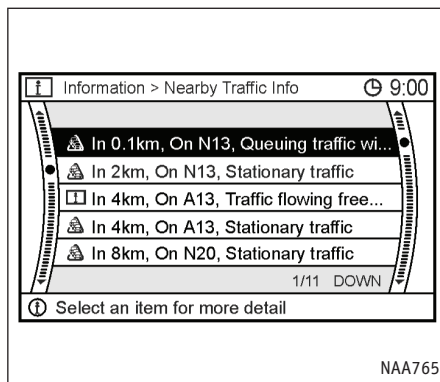 Information > Nearby Traffic Info 9:00
In 0.1km, On N13, Queuing traffic wi...
In 2km, On N13, Stationary traffic
i In 4km, On A13, Traffic flowing free...
In 4km, On A13, Stationary traffic
In 8km, On N20, Stationary traffic
1/11 DOWN
i Select an item for more detail
NAA765